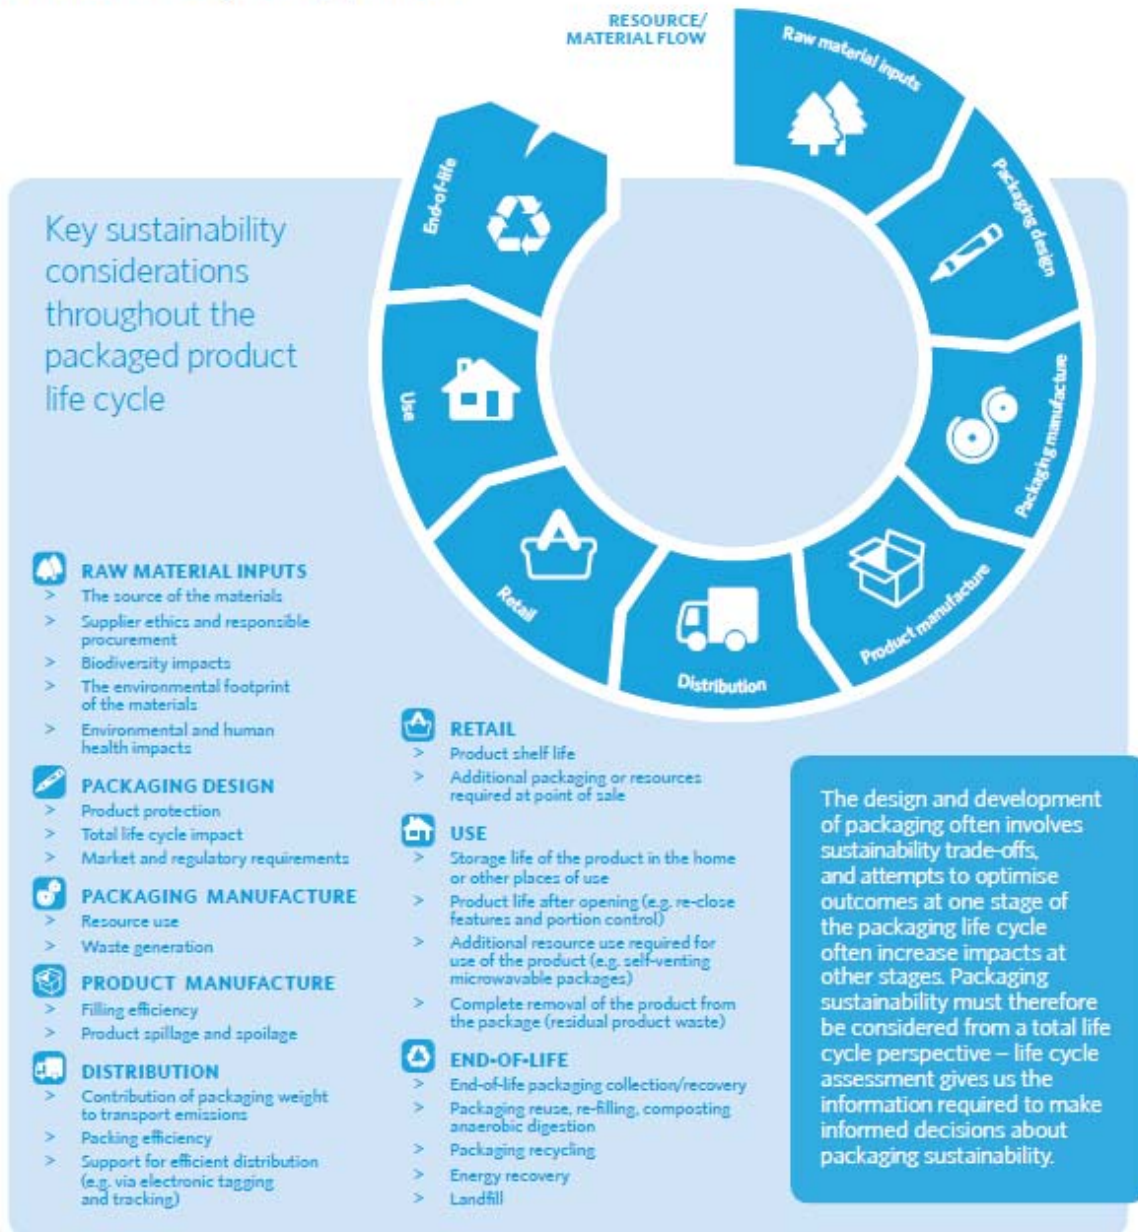 RESOURCE/
MATERIAL FLOW
Raw material inputs
Packaging design
Packaging manufacture
Product manufacture
Distribution
Retail
Use
End-of-life
Key sustainability
considerations
throughout the
packaged product
life cycle
RAW MATERIAL INPUTS
> The source of the materials
> Supplier ethics and responsible
procurement
> Biodiversity impacts
> The environmental footprint
of the materials
> Environmental and human
health impacts
PACKAGING DESIGN
> Product protection
> Total life cycle impact
> Market and regulatory requirements
PACKAGING MANUFACTURE
> Resource use
> Waste generation
PRODUCT MANUFACTURE
> Filling efficiency
> Product spillage and spoilage
DISTRIBUTION
> Contribution of packaging weight
to transport emissions
> Packing efficiency
> Support for efficient distribution
(e.g. via electronic tagging
and tracking)
RETAIL
> Product shelf life
> Additional packaging or resources
required at point of sale
USE
> Storage life of the product in the home
or other places of use
> Product life after opening (e.g. re-close
features and portion control)
> Additional resource use required for
use of the product (e.g. self-venting
microwavable packages)
> Complete removal of the product from
the package (residual product waste)
END-OF-LIFE
> End-of-life packaging collection/recovery
> Packaging reuse, re-filling, composting
anaerobic digestion
> Packaging recycling
> Energy recovery
> Landfill
The design and development
of packaging often involves
sustainability trade-offs,
and attempts to optimise
outcomes at one stage of
the packaging life cycle
often increase impacts at
other stages. Packaging
sustainability must therefore
be considered from a total life
cycle perspective – life cycle
assessment gives us the
information required to make
informed decisions about
packaging sustainability.